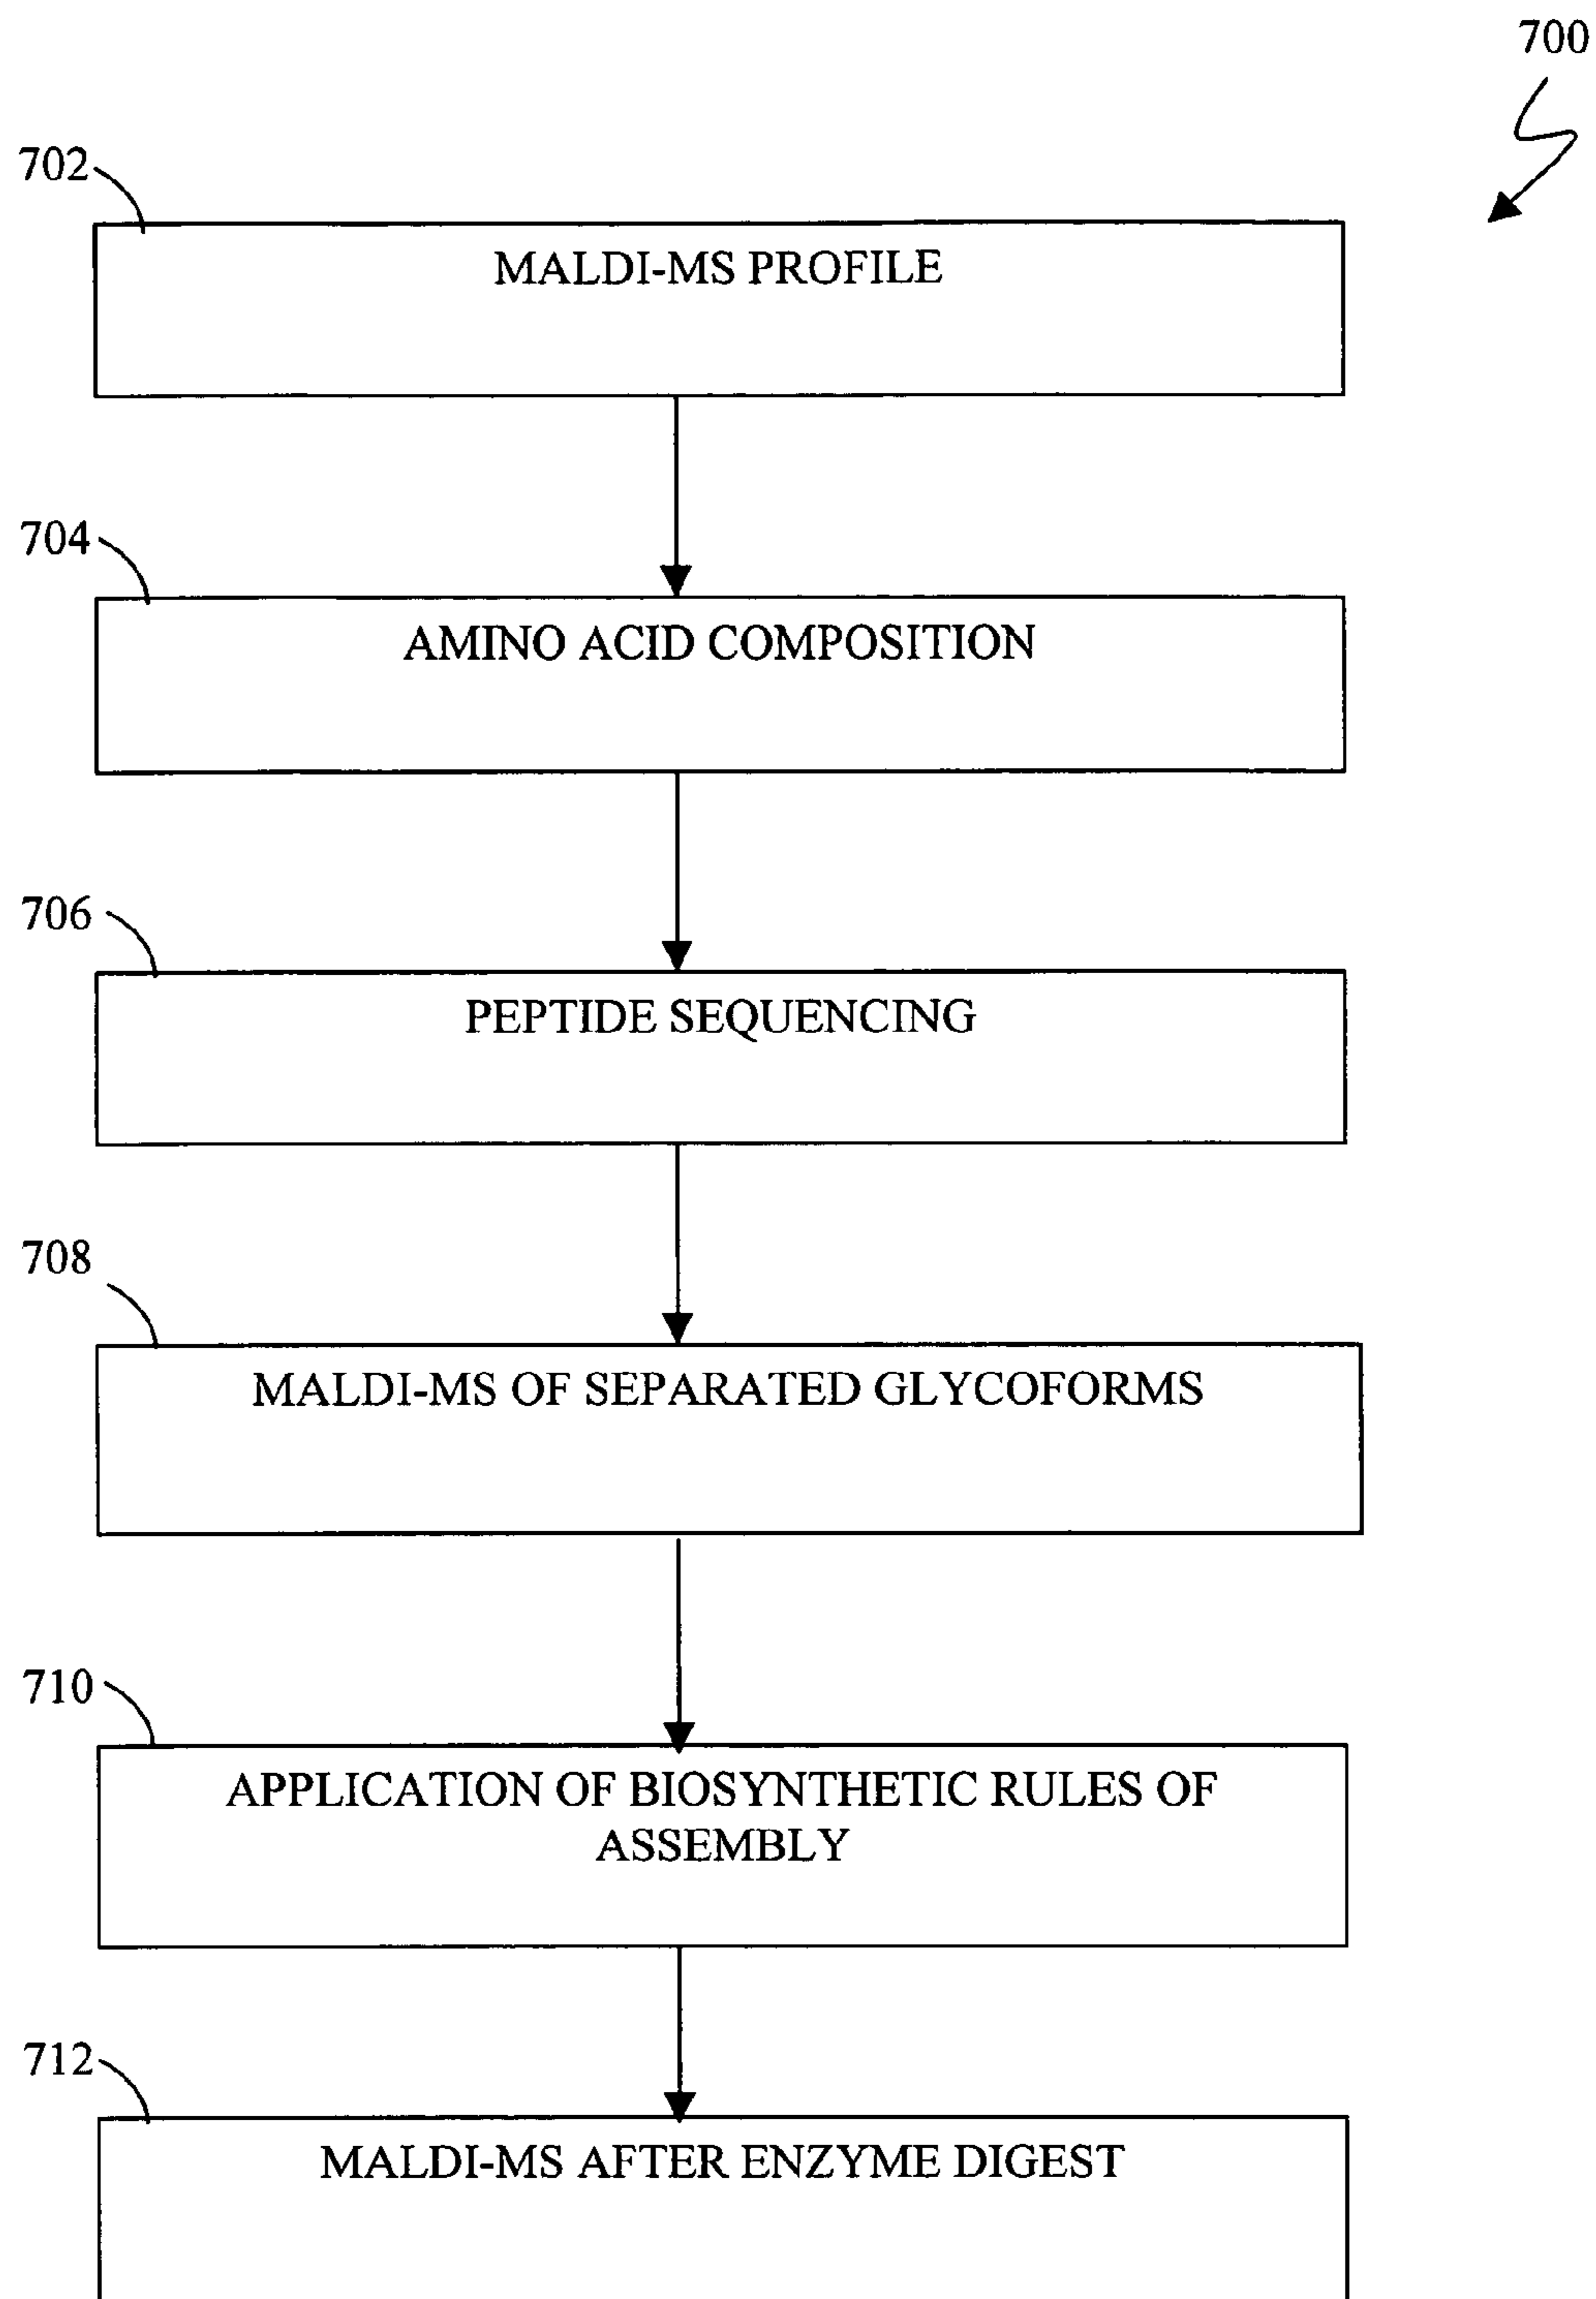 700
702
MALDI-MS PROFILE
704
AMINO ACID COMPOSITION
706
PEPTIDE SEQUENCING
708
MALDI-MS OF SEPARATED GLYCOFORMS
710
APPLICATION OF BIOSYNTHETIC RULES OF
ASSEMBLY
712
MALDI-MS AFTER ENZYME DIGEST